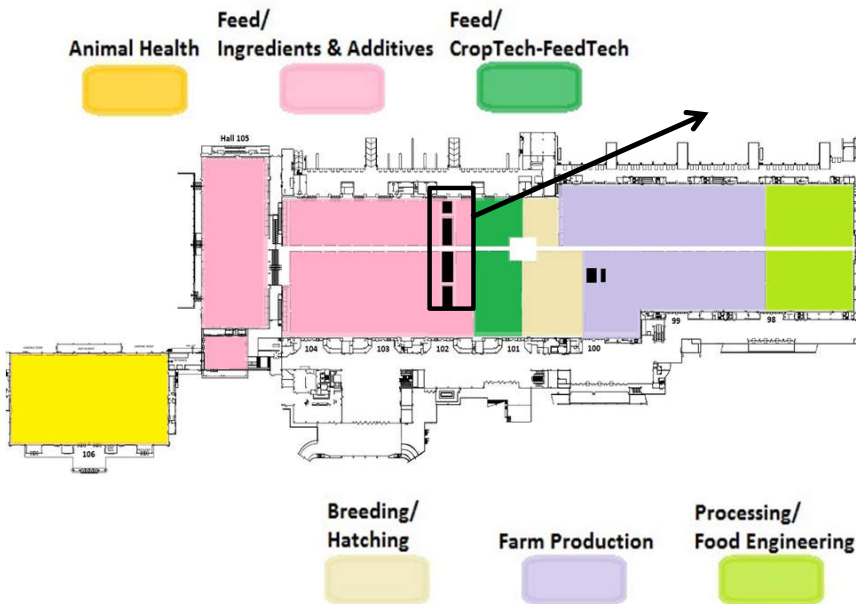 Feed/
Feed/
Animal Health
Ingredients & Additives
CropTech-FeedTech
Hall 105
104
103
102
101
100
99
98
106
Breeding/
Hatching
Farm Production
Processing/
Food Engineering